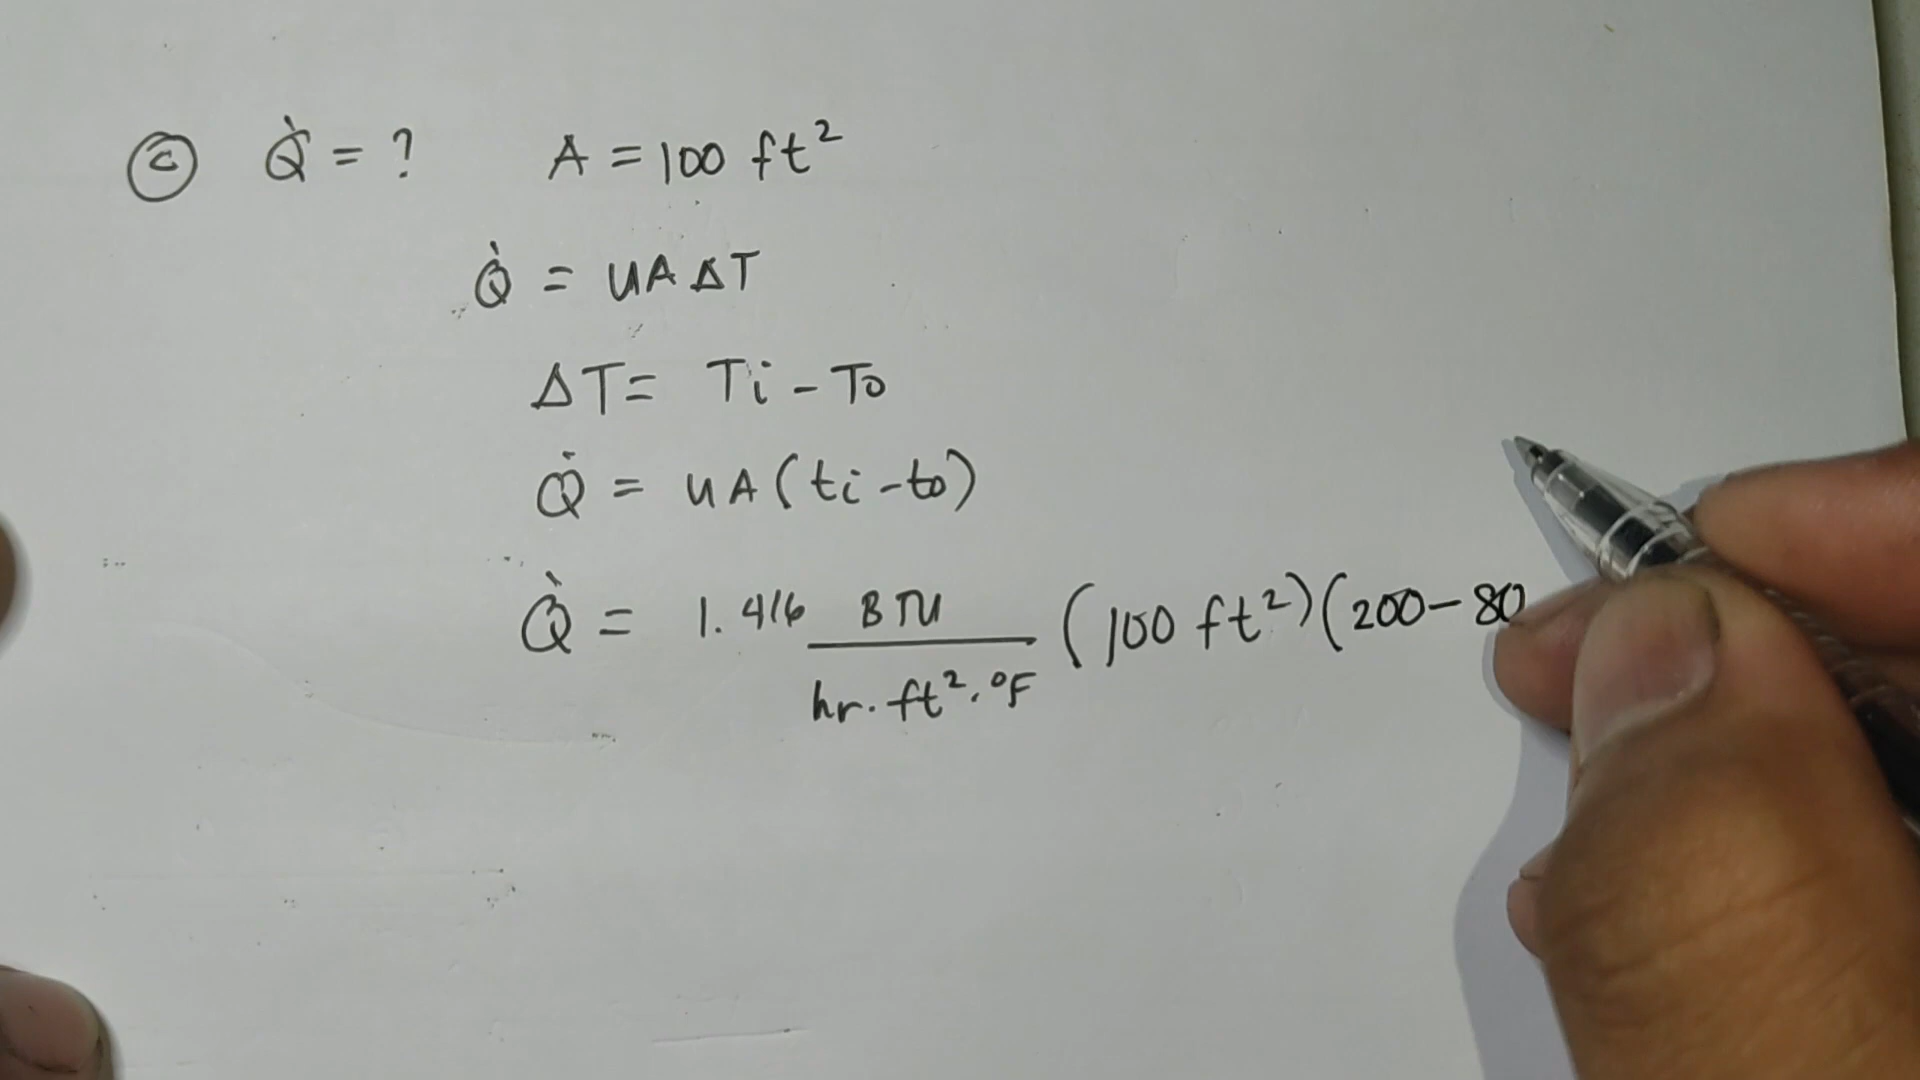 ⓒ Q̇ = ? A = 100 ft²
Q̇ = UA ΔT
ΔT = Ti - To
Q̇ = UA (ti - to)
Q̇ = 1.416 BTU / hr. ft². °F (100 ft²)(200 - 80